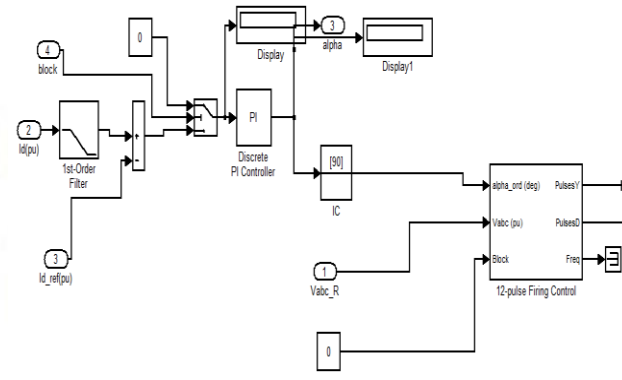 0
4
block
2
Id(pu)
1st-Order
Filter
+
-
3
Id_ref(pu)
Display
3
alpha
Display1
PI
Discrete
PI Controller
[90]
IC
1
Vabc_R
0
alpha_ord (deg)
Vabc (pu)
Block
PulsesY
PulsesD
Freq
12-pulse Firing Control